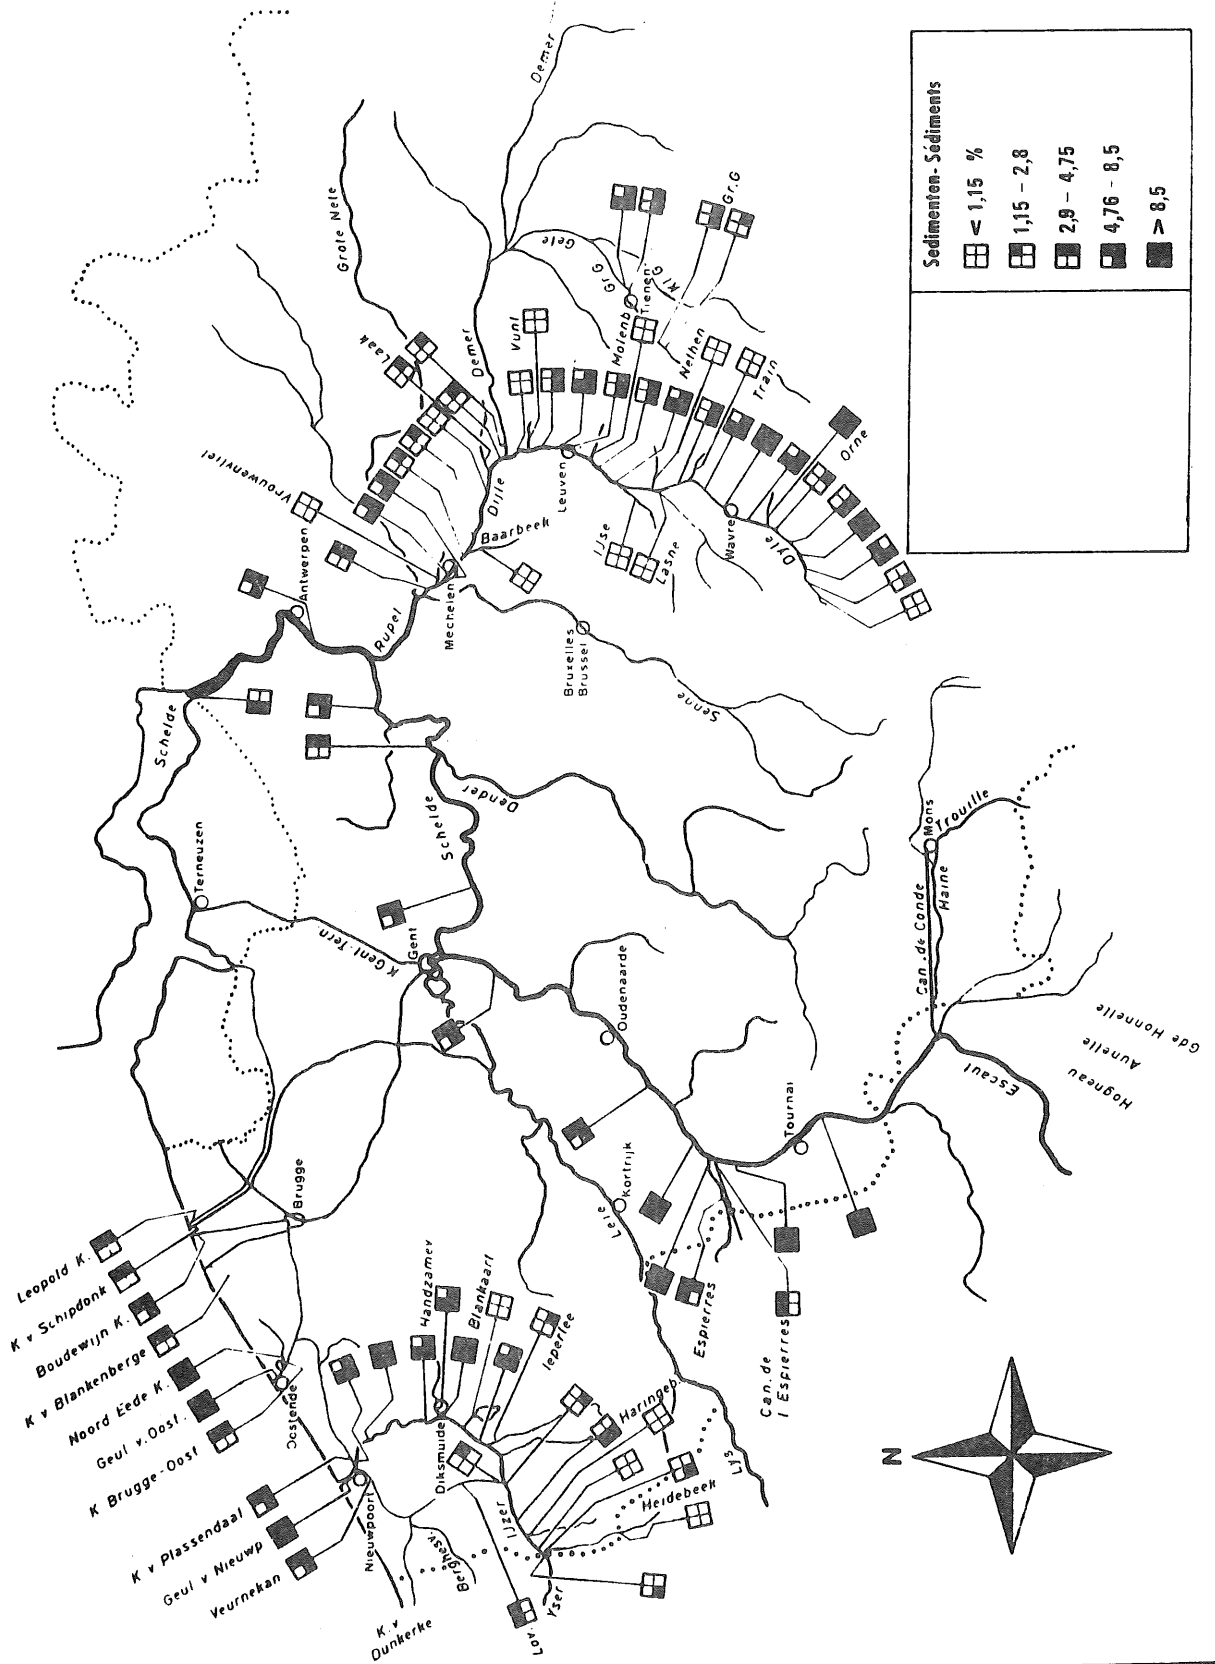 Sedimenten-Sédiments
< 1,15 %
1,15 - 2,8
2,9 - 4,75
4,76 - 8,5
> 8,5
Demer
Grote Nete
Gr.G
Gete
Gr G
Kl G
Tienen
Laak
Demer
Vunt
Molenb
Nethen
Train
Orne
Vrouwenvliet
Dijle
Leuven
Baarbeek
IJse
Lasne
Wavre
Dyle
Antwerpen
Rupel
Mechelen
Bruxelles
Brussel
Senne
Schelde
Terneuzen
Schelde
Dender
K Gent-Tern.
Gent
Oudenaarde
Mons
Trouille
Haine
Can. de Condé
Gde Honnelle
Aunelle
Hogneau
Escaut
Tournai
Kortrijk
Leie
Brugge
Leopold K.
K v Schipdonk
Boudewijn K.
K v Blankenberge
Noord Eede K.
Geul v. Oost.
K Brugge-Oost
Oostende
K v Plassendaal
Geul v Nieuwp
Veurnekan
Nieuwpoort
Handzamev
Blankaart
Ieperlee
Diksmuide
IJzer
Haringeb.
Heidebeek
Berghesv.
Lov.
Yser
K. v
Dunkerke
Lys
Espierres
Can. de
l Espierres
N